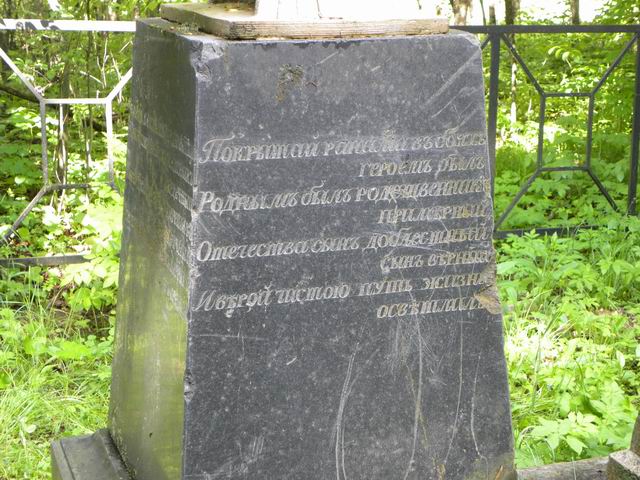 Покрытый ранами въ бояхъ
героемъ былъ
Роднымъ былъ родственникъ
примѣрный
Отечества сынъ доблестный
сынъ вѣрный
И вѣрой чистою путь жизни
освѣтилъ